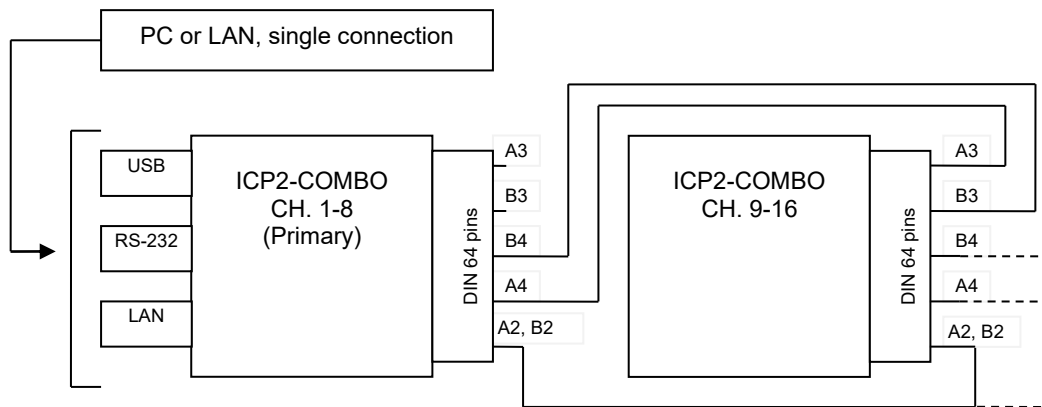 PC or LAN, single connection
USB
RS-232
LAN
ICP2-COMBO
CH. 1-8
(Primary)
DIN 64 pins
A3
B3
B4
A4
A2, B2
ICP2-COMBO
CH. 9-16
DIN 64 pins
A3
B3
B4
A4
A2, B2